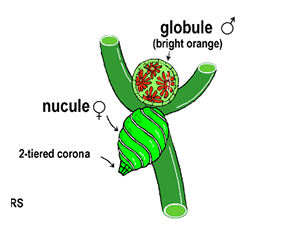 globule ♂
(bright orange)
nucule ♀
2-tiered corona
RS